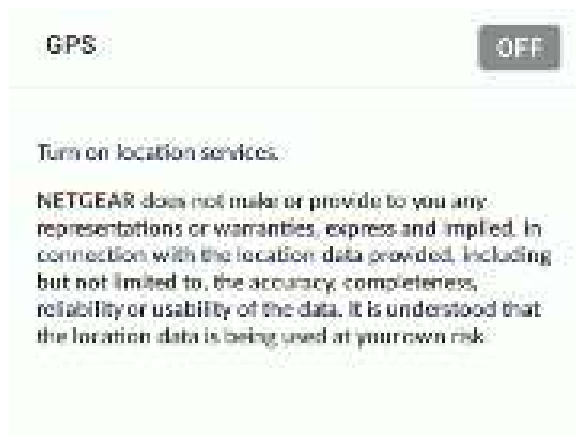 GPS
OFF
Turn on location services.
NETGEAR does not make or provide to you any
representations or warranties, express and implied, in
connection with the location data provided, including
but not limited to, the accuracy, completeness,
reliability or usability of the data. It is understood that
the location data is being used at your own risk.